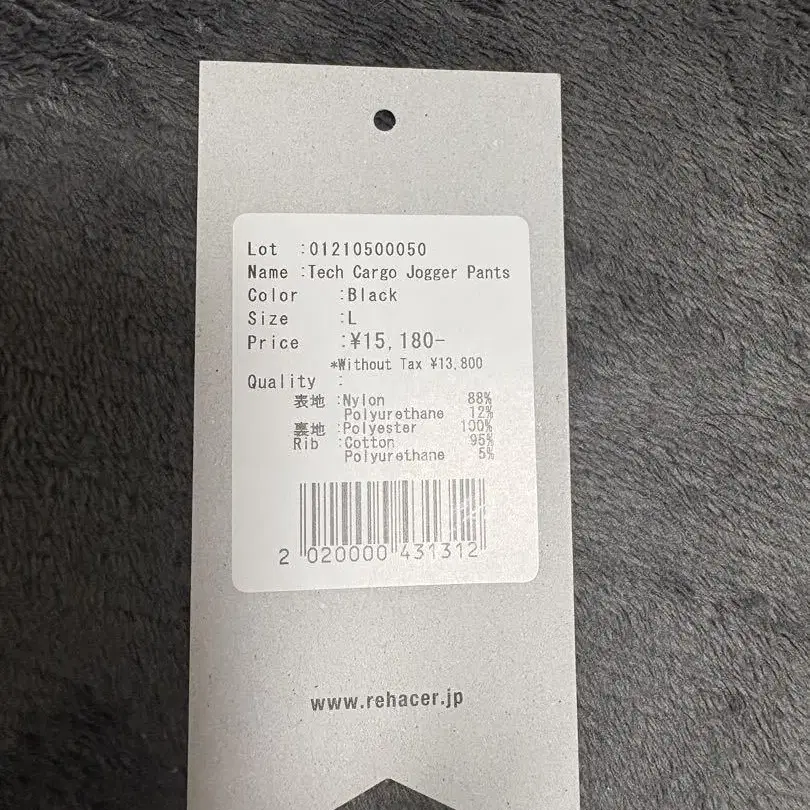 Lot :01210500050
Name :Tech Cargo Jogger Pants
Color :Black
Size :L
Price :¥15,180-
*Without Tax ¥13,800
Quality :
表地 :Nylon 88%
Polyurethane 12%
裏地 :Polyester 100%
Rib :Cotton 95%
Polyurethane 5%
2 020000 431312
www.rehacer.jp